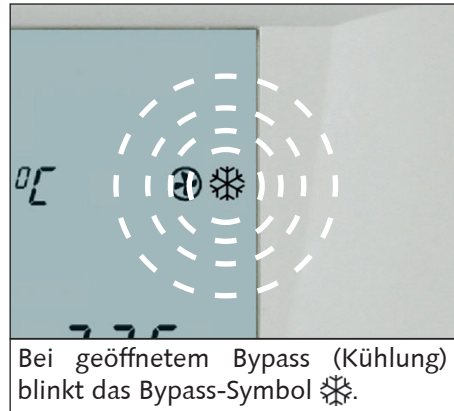 °C
Bei geöffnetem Bypass (Kühlung)
blinkt das Bypass-Symbol ❄.